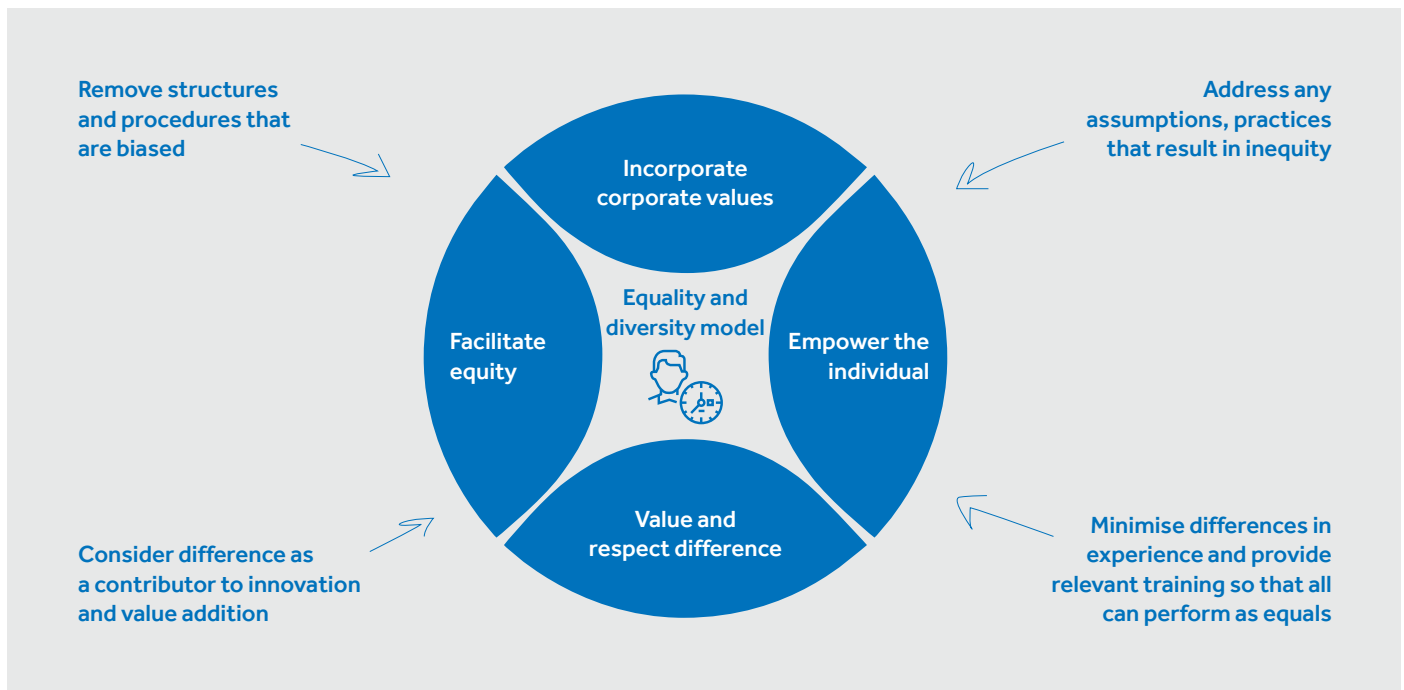 Remove structures
and procedures that
are biased
Address any
assumptions, practices
that result in inequity
Incorporate
corporate values
Equality and
diversity model
Facilitate
equity
Empower the
individual
Value and
respect difference
Consider difference as
a contributor to innovation
and value addition
Minimise differences in
experience and provide
relevant training so that all
can perform as equals